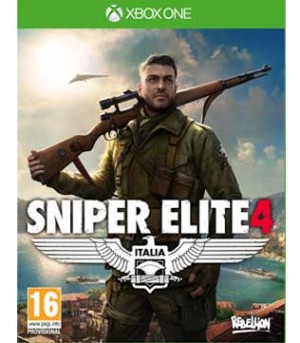 XBOX ONE
SNIPER ELITE 4
ITALIA
16
www.pegi.info
PROVISIONAL
REBELLION